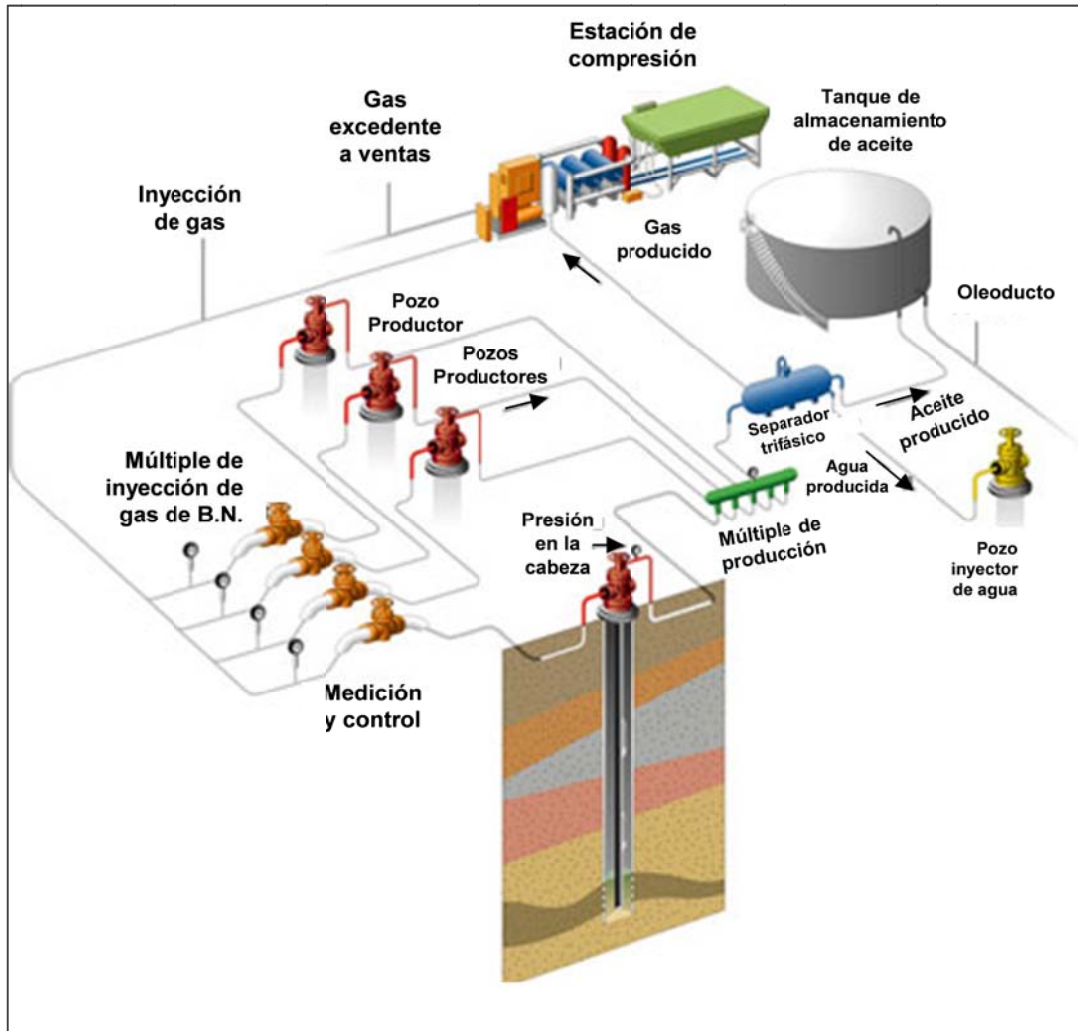 Estación de
compresión
Gas
excedente
a ventas
Tanque de
almacenamiento
de aceite
Inyección
de gas
Gas
producido
Oleoducto
Pozo
Productor
Pozos
Productores
Separador
trifásico
Aceite
producido
Múltiple de
inyección de
gas de B.N.
Agua
producida
Presión
en la
cabeza
Múltiple de
producción
Pozo
inyector
de agua
Medición
y control